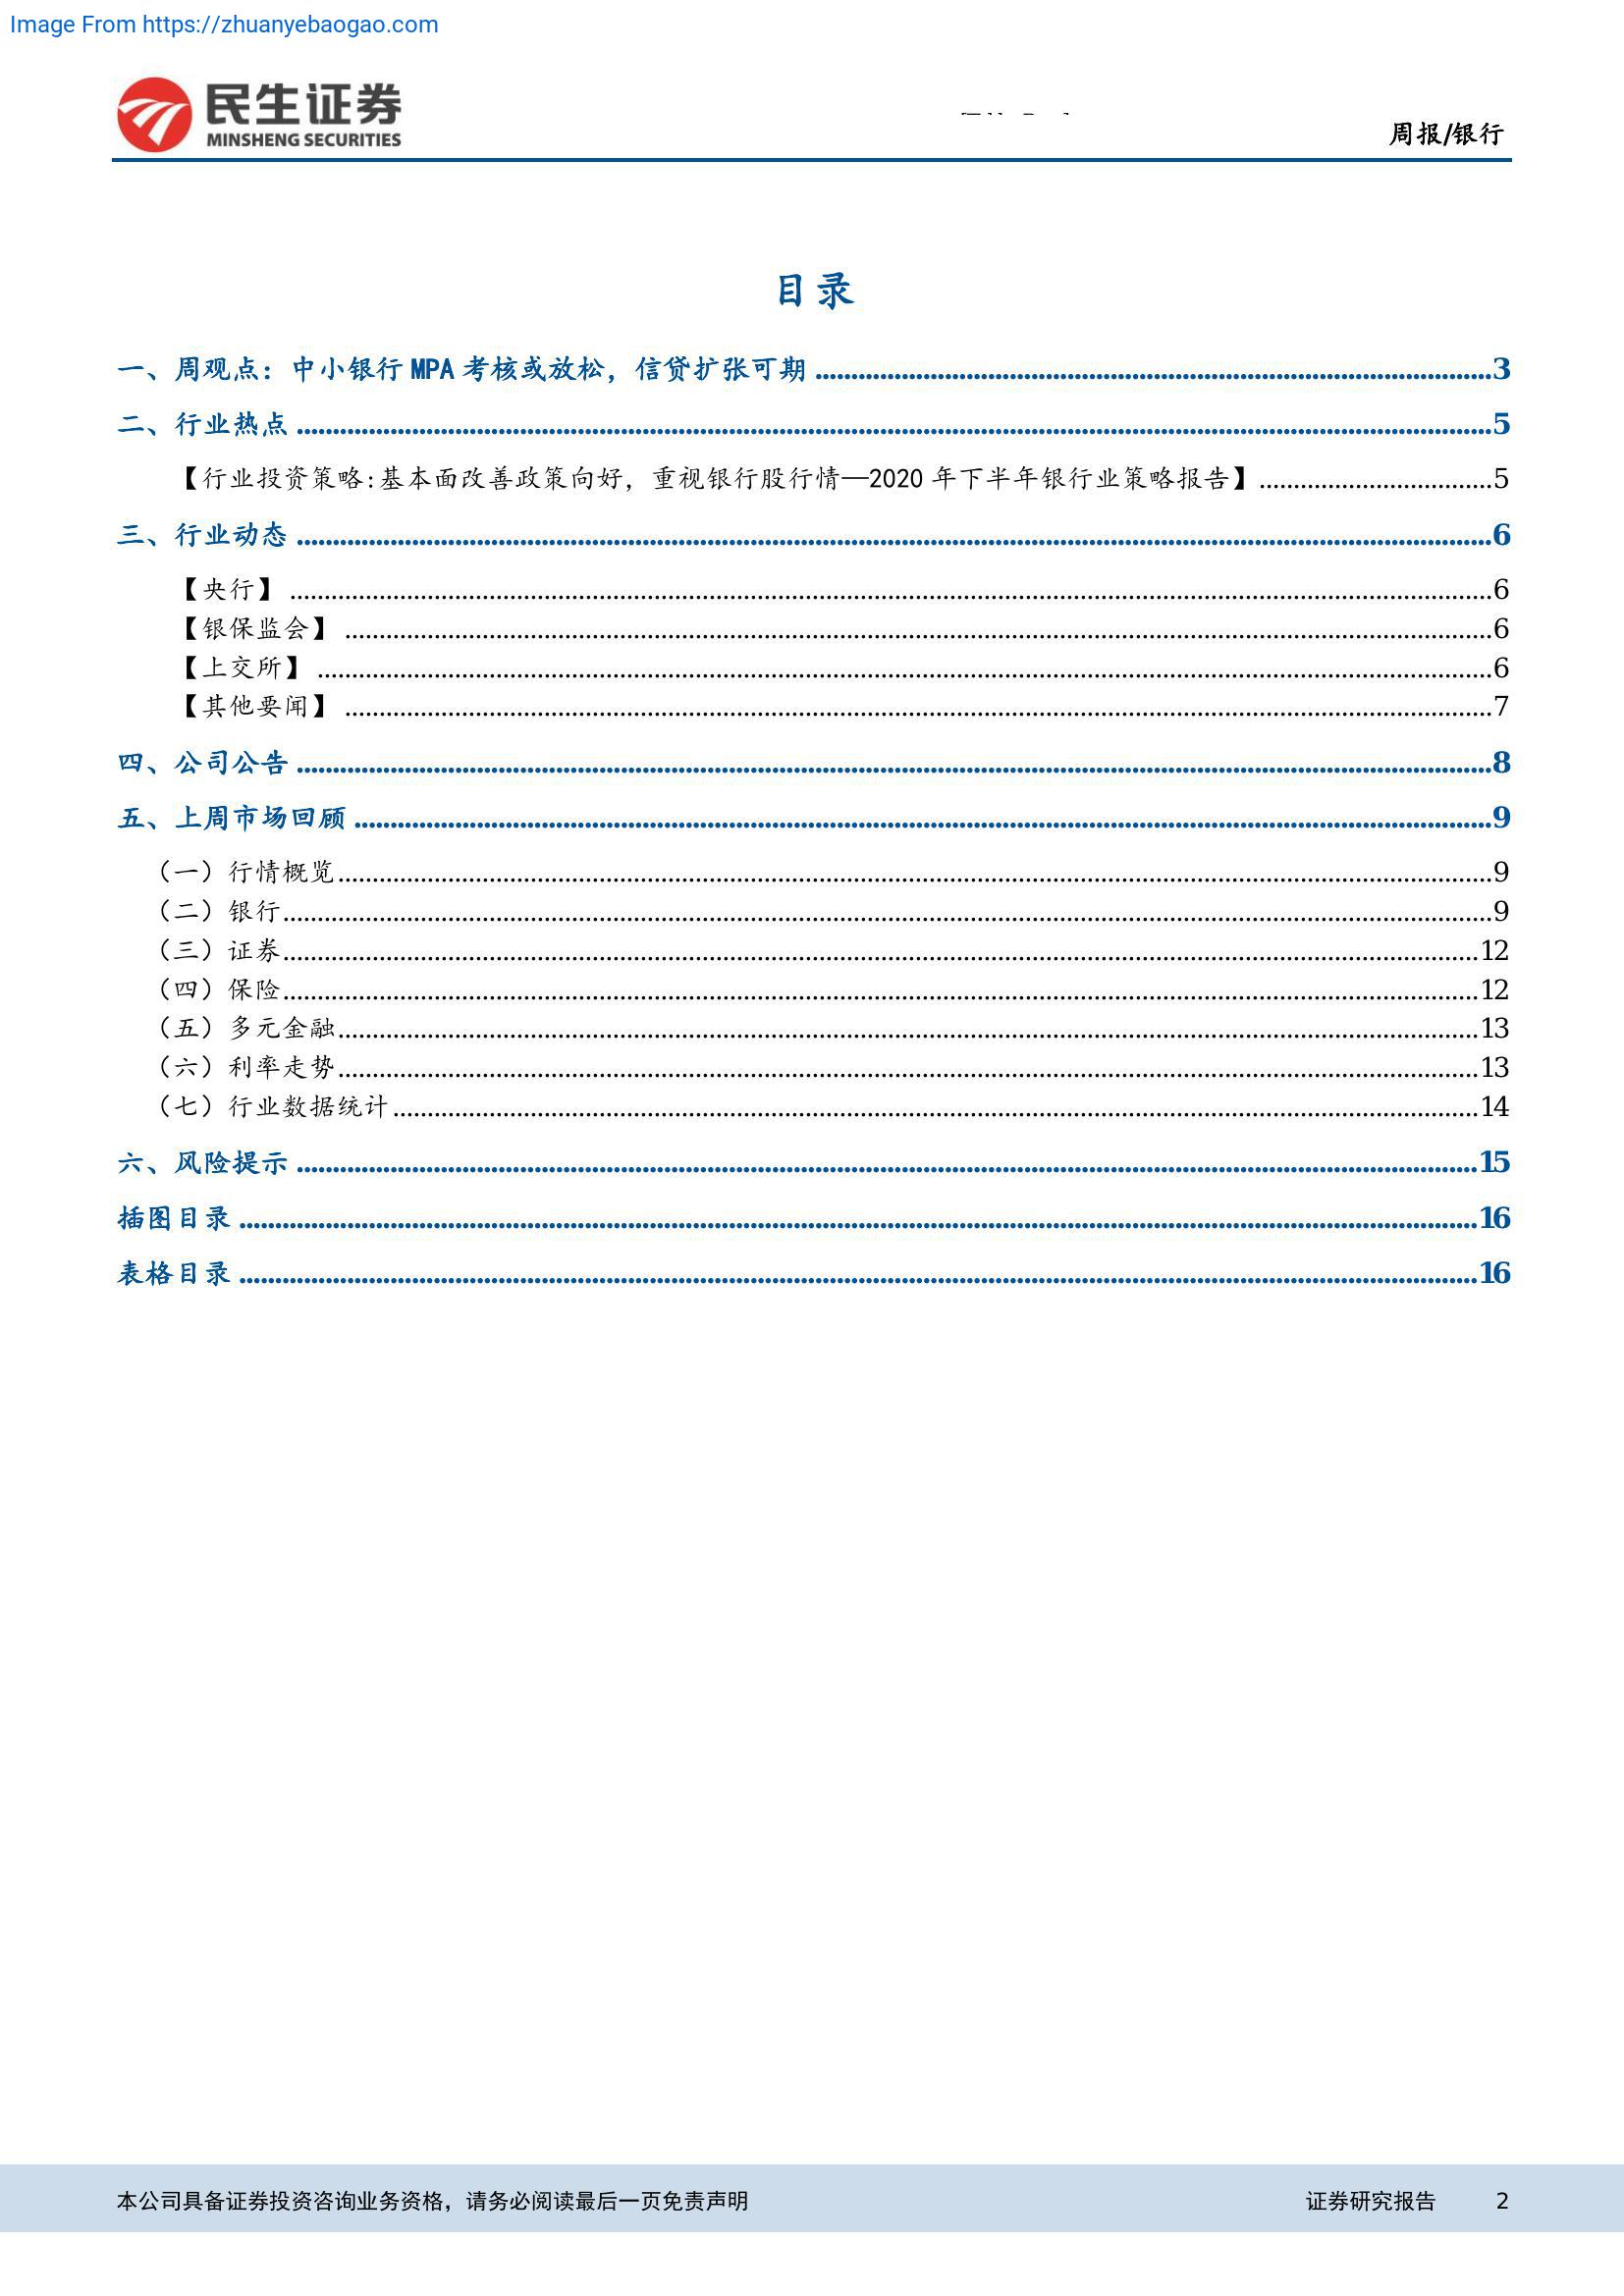 Image From https://zhuanyebaogao.com
民生证券
MINSHENG SECURITIES
周报/银行
目录
一、周观点：中小银行 MPA 考核或放松，信贷扩张可期 ........ 3
二、行业热点 ........ 5
【行业投资策略:基本面改善政策向好，重视银行股行情—2020 年下半年银行业策略报告】 ........ 5
三、行业动态 ........ 6
【央行】 ........ 6
【银保监会】 ........ 6
【上交所】 ........ 6
【其他要闻】 ........ 7
四、公司公告 ........ 8
五、上周市场回顾 ........ 9
（一）行情概览 ........ 9
（二）银行 ........ 9
（三）证券 ........ 12
（四）保险 ........ 12
（五）多元金融 ........ 13
（六）利率走势 ........ 13
（七）行业数据统计 ........ 14
六、风险提示 ........ 15
插图目录 ........ 16
表格目录 ........ 16
本公司具备证券投资咨询业务资格，请务必阅读最后一页免责声明 证券研究报告 2